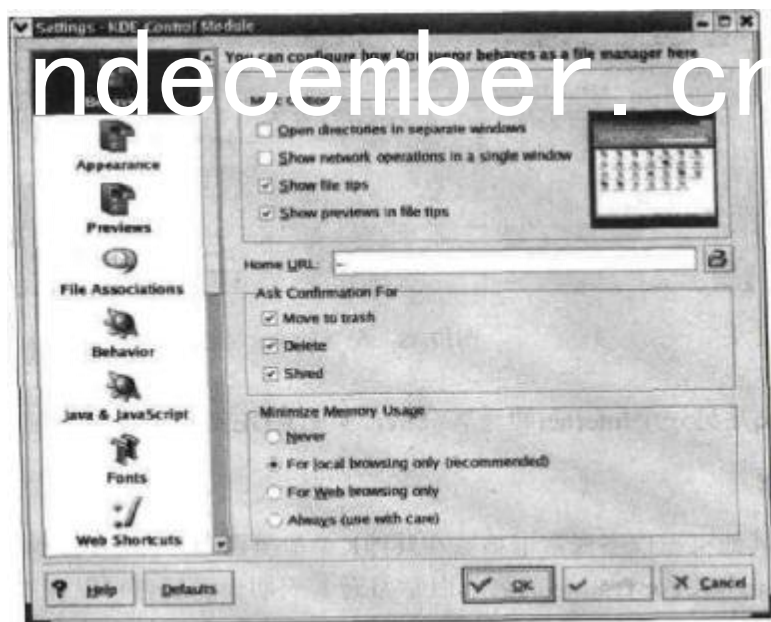 Settings - KDE Control Module
ndecember.cn
You can configure how Konqueror behaves as a file manager here
Appearance
Previews
File Associations
Behavior
Java & JavaScript
Fonts
Web Shortcuts
Open directories in separate windows
Show network operations in a single window
Show file tips
Show previews in file tips
Home URL: ~
Ask Confirmation For
Move to trash
Delete
Shred
Minimize Memory Usage
Never
For local browsing only (recommended)
For Web browsing only
Always (use with care)
Help
Defaults
OK
Cancel